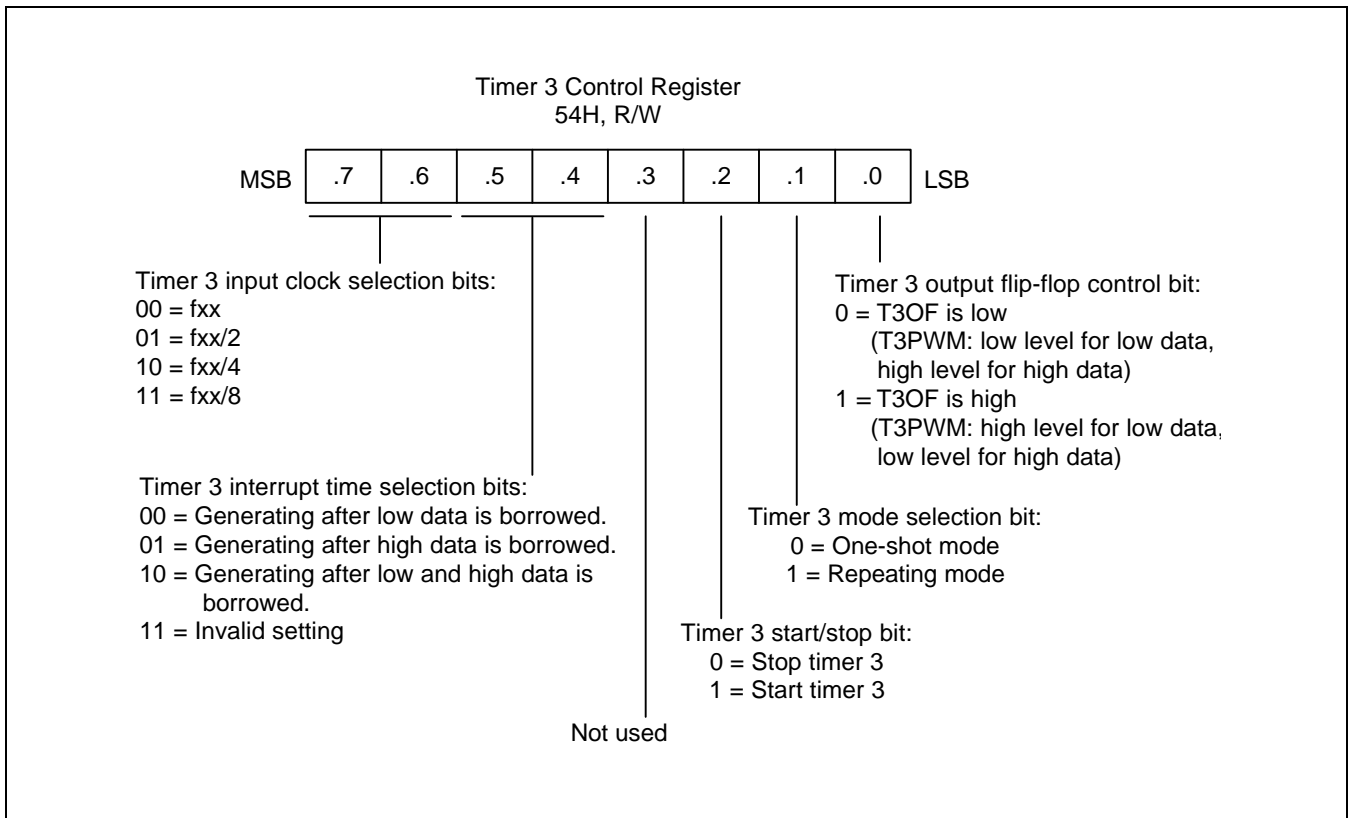 Timer 3 Control Register
54H, R/W
MSB .7 .6 .5 .4 .3 .2 .1 .0 LSB
Timer 3 input clock selection bits:
00 = fxx
01 = fxx/2
10 = fxx/4
11 = fxx/8
Timer 3 output flip-flop control bit:
0 = T3OF is low
(T3PWM: low level for low data,
high level for high data)
1 = T3OF is high
(T3PWM: high level for low data,
low level for high data)
Timer 3 interrupt time selection bits:
00 = Generating after low data is borrowed.
01 = Generating after high data is borrowed.
10 = Generating after low and high data is
borrowed.
11 = Invalid setting
Timer 3 mode selection bit:
0 = One-shot mode
1 = Repeating mode
Timer 3 start/stop bit:
0 = Stop timer 3
1 = Start timer 3
Not used